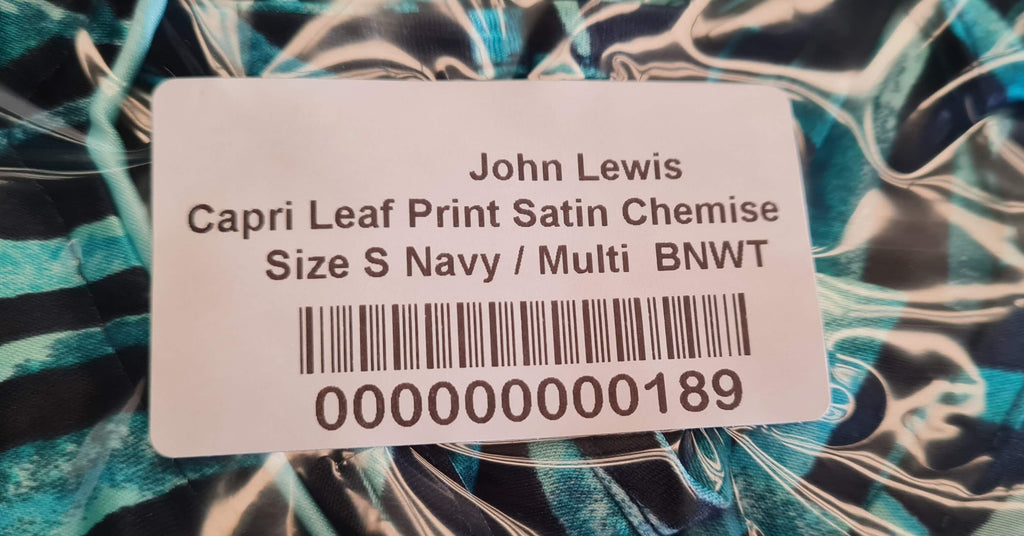 John Lewis
Capri Leaf Print Satin Chemise
Size S Navy / Multi BNWT
000000000189